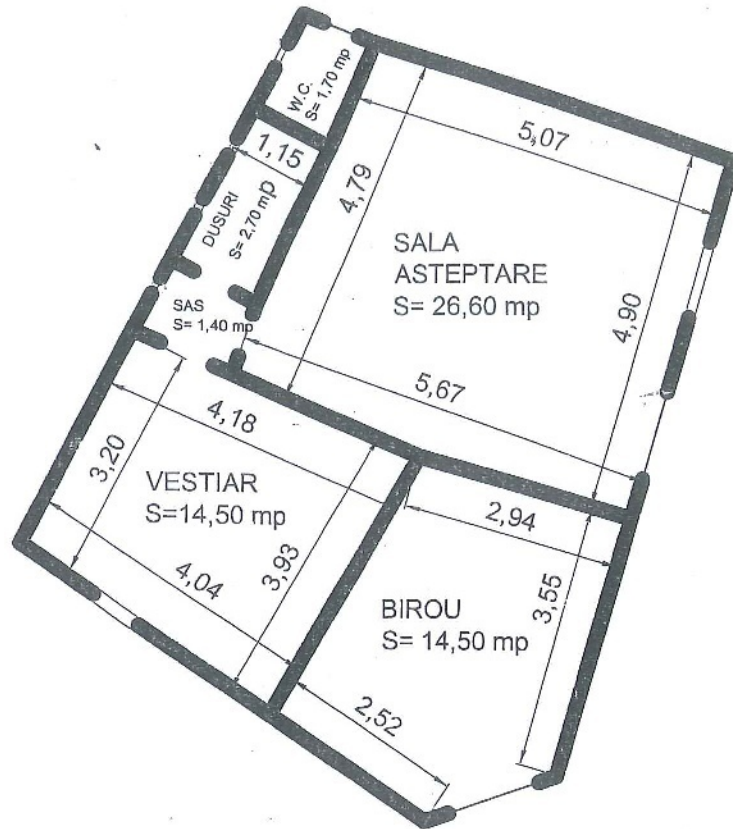 W.C.
S= 1,70 mp
5,07
1,15
4,79
DUSURI
S= 2,70 mp
SALA
ASTEPTARE
S= 26,60 mp
4,90
SAS
S= 1,40 mp
5,67
4,18
3,20
VESTIAR
S=14,50 mp
2,94
3,93
3,55
4,04
BIROU
S= 14,50 mp
2,52